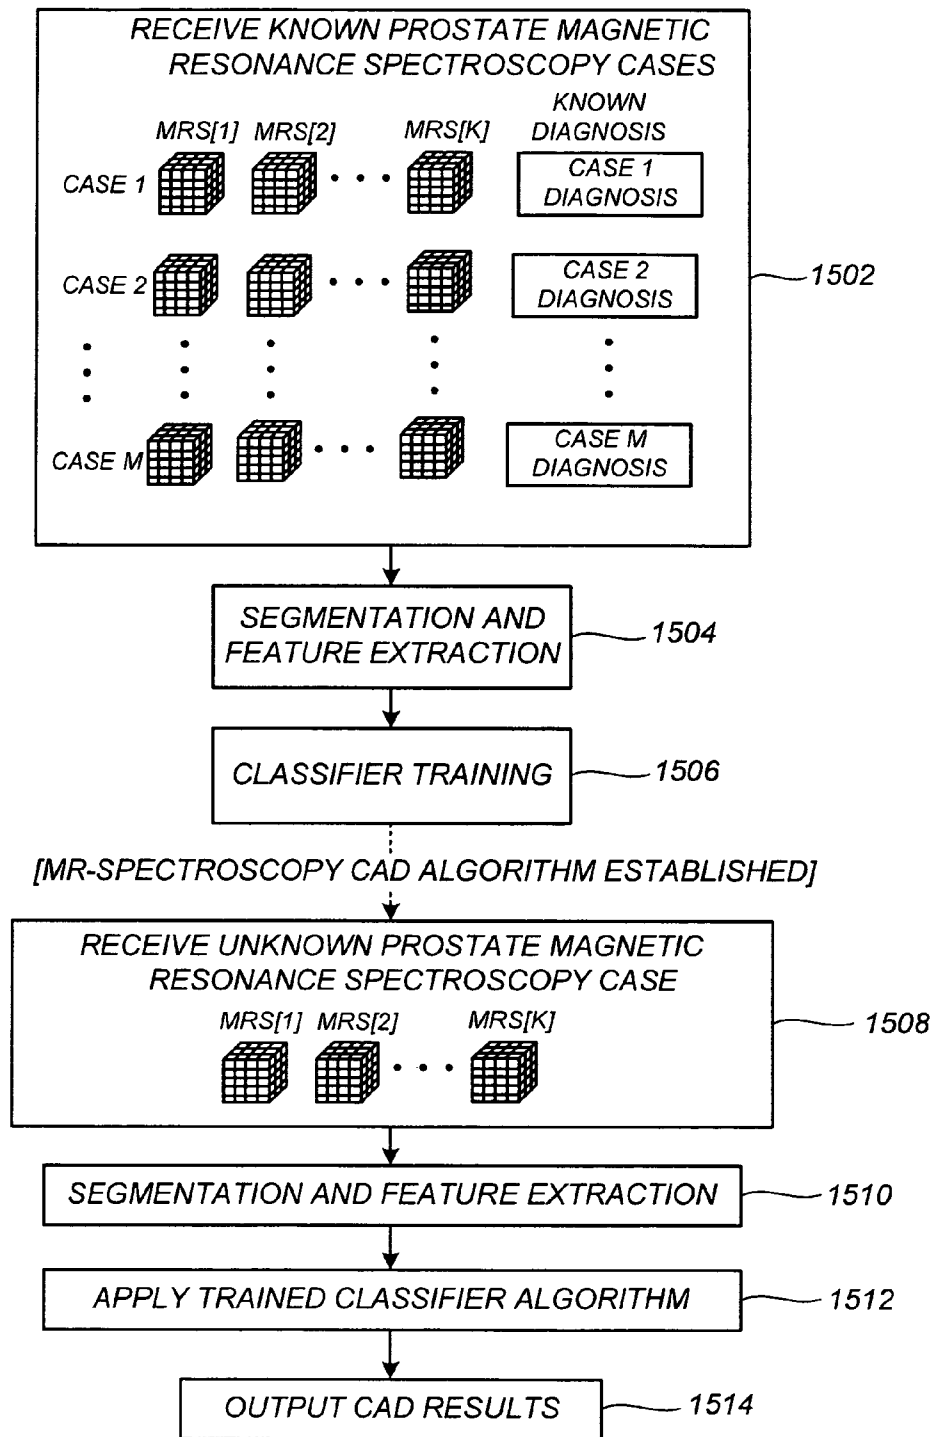 RECEIVE KNOWN PROSTATE MAGNETIC
RESONANCE SPECTROSCOPY CASES
KNOWN
DIAGNOSIS
MRS[1] MRS[2] MRS[K]
CASE 1
CASE 1
DIAGNOSIS
CASE 2
CASE 2
DIAGNOSIS
1502
CASE M
CASE M
DIAGNOSIS
SEGMENTATION AND
FEATURE EXTRACTION
1504
CLASSIFIER TRAINING
1506
[MR-SPECTROSCOPY CAD ALGORITHM ESTABLISHED]
RECEIVE UNKNOWN PROSTATE MAGNETIC
RESONANCE SPECTROSCOPY CASE
MRS[1] MRS[2] MRS[K]
1508
SEGMENTATION AND FEATURE EXTRACTION
1510
APPLY TRAINED CLASSIFIER ALGORITHM
1512
OUTPUT CAD RESULTS
1514